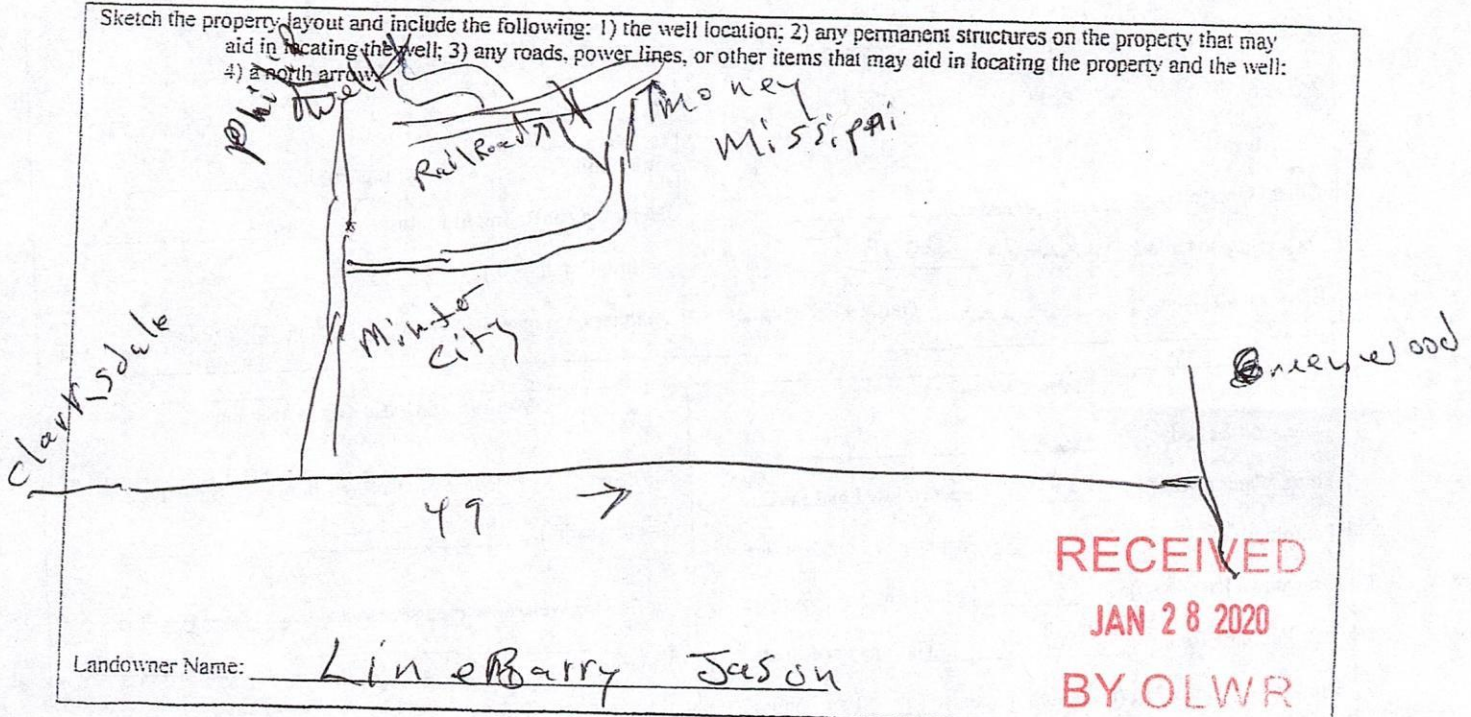 Sketch the property layout and include the following: 1) the well location; 2) any permanent structures on the property that may
aid in locating the well; 3) any roads, power lines, or other items that may aid in locating the property and the well:
4) a north arrow
Well
RailRoad
Money
Missippi
Minter
City
Clarksdale
Greenwood
49
RECEIVED
JAN 28 2020
BY OLWR
Landowner Name: LineBarry Jason